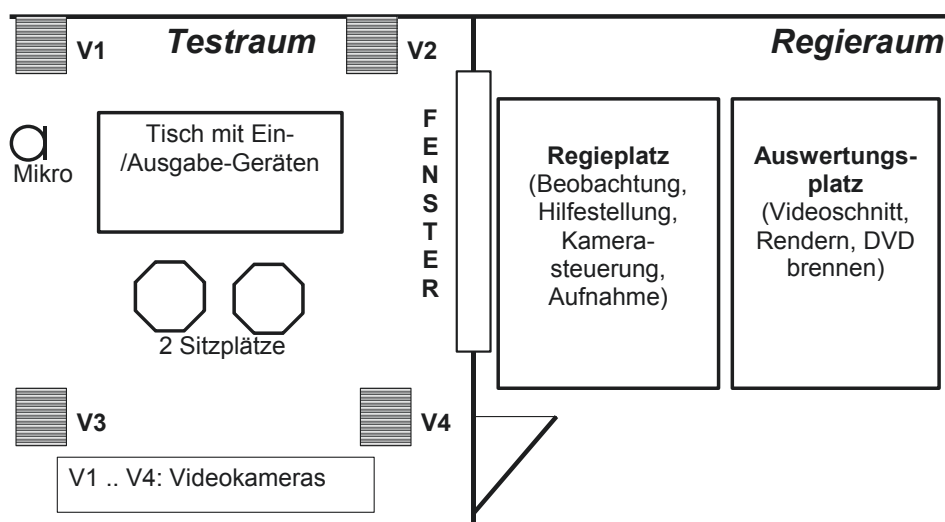 Testraum
Regieraum
V1
V2
Mikro
Tisch mit Ein-
/Ausgabe-Geräten
2 Sitzplätze
F
E
N
S
T
E
R
Regieplatz
(Beobachtung,
Hilfestellung,
Kamera-
steuerung,
Aufnahme)
Auswertungs-
platz
(Videoschnitt,
Rendern, DVD
brennen)
V3
V4
V1 .. V4: Videokameras